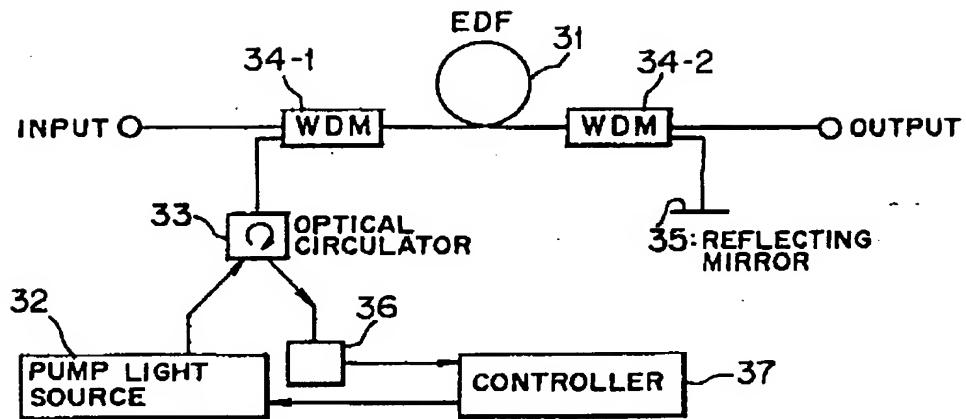 EDF
31
34-1
34-2
INPUT
WDM
WDM
OUTPUT
33
OPTICAL
CIRCULATOR
35: REFLECTING
MIRROR
32
36
PUMP LIGHT
SOURCE
CONTROLLER
37